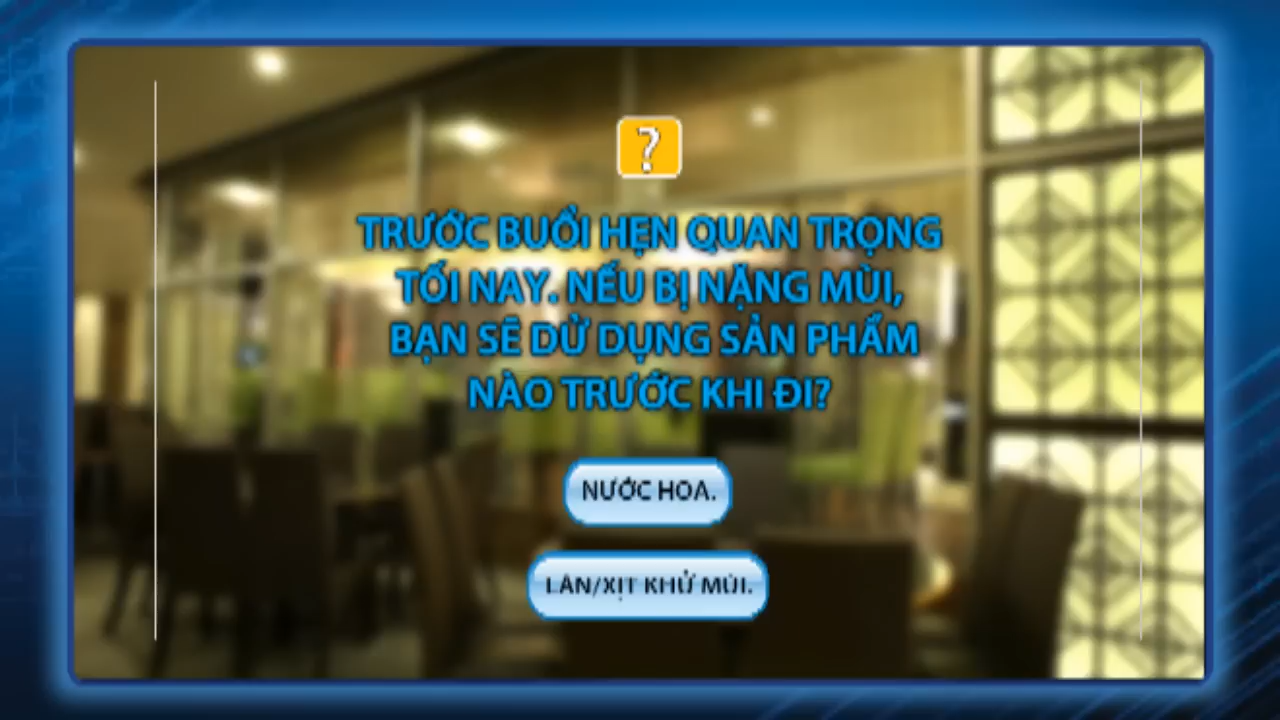 ?
TRƯỚC BUỔI HẸN QUAN TRỌNG
TỐI NAY. NẾU BỊ NẶNG MÙI,
BẠN SẼ DỬ DỤNG SẢN PHẨM
NÀO TRƯỚC KHI ĐI?
NƯỚC HOA.
LĂN/XỊT KHỬ MÙI.